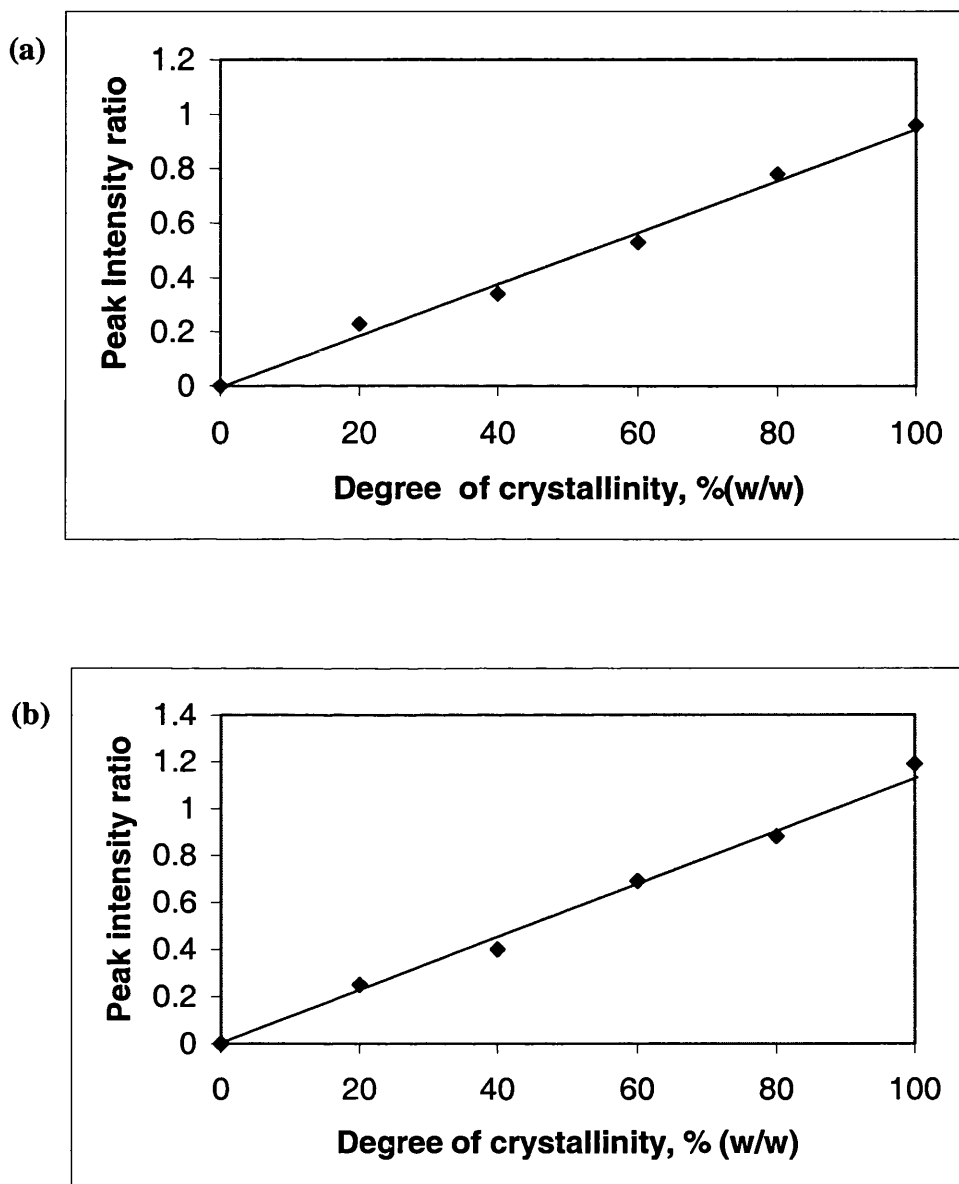 (a)
Peak Intensity ratio
1.2
1
0.8
0.6
0.4
0.2
0
0 20 40 60 80 100
Degree of crystallinity, %(w/w)
(b)
Peak intensity ratio
1.4
1.2
1
0.8
0.6
0.4
0.2
0
0 20 40 60 80 100
Degree of crystallinity, % (w/w)